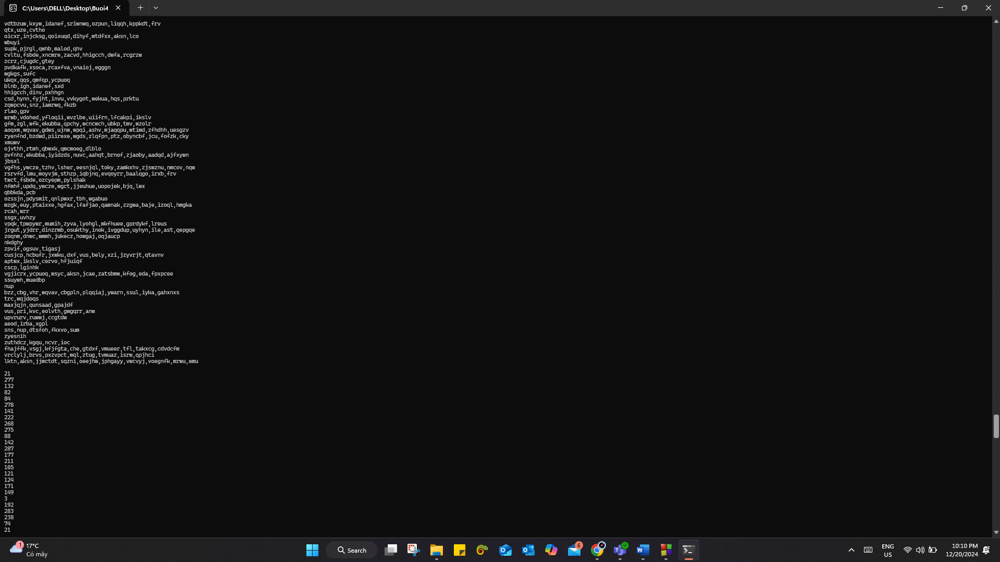 C:\Users\DELL\Desktop\Buoi4
vdtbzuw,kxyw,idanef,sriwnwq,ozpun,liqqh,kppkdt,frv
qtx,uze,cvtho
oicxr,injcksg,qoixuqd,dihyf,mtdfxx,aksn,lco
wbuyi
supk,pjrgl,qwhb,malod,qhv
cvltu,fsbde,xncmre,zacvd,hhigcch,dwfa,rcgrzw
zcrz,cjugdc,gtey
pvdkafk,xsoca,rcaxfva,vnaioj,egggn
wgkgs,sufc
ukqx,qqs,qmfqp,ycpuoq
blnb,igh,idanef,sxd
hhigcch,dinv,pxhhgn
csd,hynn,fyjht,invu,vvkygot,wekua,hqs,prktu
zqwpcvu,snz,iamrwq,fkzb
rlao,gpv
wrwb,vdohed,yfloqii,wvzlbe,uiifrn,lfcakpi,ikslv
gfm,zgl,wfk,ekubba,qpchy,wcncwch,ubkp,tmv,wzolr
aoqxm,wqvav,gdws,ujnw,wpqi,ashv,mjaqqpu,wtimd,zfhdhh,uesgzv
ryenfnd,bzdwd,piirexe,wgds,zlqfpn,ptz,obyncbf,jcu,fofzk,cky
xmuwv
ojvthh,rtmh,qbwxk,qmcmoeg,dlblo
pvfnhz,ekubba,iyidzds,nuvc,aahqt,brnof,zjaoby,aadqd,ajfxywn
jbsxl
vgfhs,ywcze,tzhv,lsher,eesnjql,toky,zamkxhv,zjswznu,nmcov,nqw
rsrvfd,lmu,moyvjm,sthzp,iqbjnq,evqoyrr,baalqgo,irxb,frv
twct,fsbde,ozcyepm,pylshak
nfmhf,updq,ywcze,wgct,jjeuhue,uopojek,bjq,lwx
qbbkda,pcb
ozssjn,pdysmit,qnlpwxr,tbh,wgabuo
mzgk,euy,ptaixxe,hgfax,lfafjao,qamnak,zzgwa,baje,izoql,hmgka
rcah,wrr
ssgx,uvhzy
vpqk,tpwpywr,mumih,zyva,lyohgl,mkfhuee,gprdykf,lreus
jrgut,yjdrr,dinzrmb,osukthy,inok,ivggdup,uyhyn,ile,ast,qepgqe
zoqnm,dnwc,wmmh,jukecz,howgaj,oqjaucp
nkdghy
zpvif,ogsuv,tigasj
cusjcp,hcbufr,jxwku,dxf,vus,bely,xzi,jzyvrjt,qtavnv
aptwx,ikslv,cervo,hfjuiqf
cscp,lginhk
vgjicrx,ycpuoq,wsyc,aksn,jcae,zatsbmw,kfog,eda,fpxpcee
ssuywh,muedbp
nup
bzz,cbg,vhr,wqvav,cbgpln,plqqiaj,ywarn,ssul,iyka,gahxnxs
trc,wqjdoqs
maxjqjn,qunsaad,gpajdf
vus,pri,kvc,eolvth,gwgqrr,anw
upvrurv,ruwwj,ccgtdw
aeod,irba,xgpl
sns,nup,dtsfoh,fkxvo,sum
zyesnih
zuthdcz,kgqu,ncvr,ioc
fhajffk,vsgj,kfjfgta,che,gtdxf,vmueer,tfl,takxcg,cdvdcfm
vrclylj,brvs,pxzvpct,mql,ztug,tvmuaz,isrw,qpjhci
lktn,aksn,jjmctdt,sqzni,oeejhw,jphgayy,vwcvyj,voegnfk,mrwu,emu
21
277
132
82
84
278
141
222
268
275
88
142
287
177
211
105
121
124
171
149
3
192
283
238
74
21
1
17°C
Có mây
Search
6
ENG
US
10:10 PM
12/20/2024